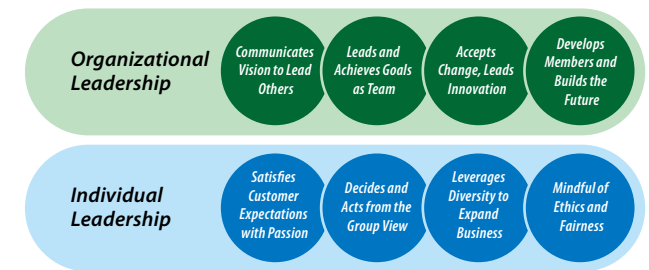 Organizational
Leadership
Communicates
Vision to Lead
Others
Leads and
Achieves Goals
as Team
Accepts
Change, Leads
Innovation
Develops
Members and
Builds the
Future
Individual
Leadership
Satisfies
Customer
Expectations
with Passion
Decides and
Acts from the
Group View
Leverages
Diversity to
Expand
Business
Mindful of
Ethics and
Fairness